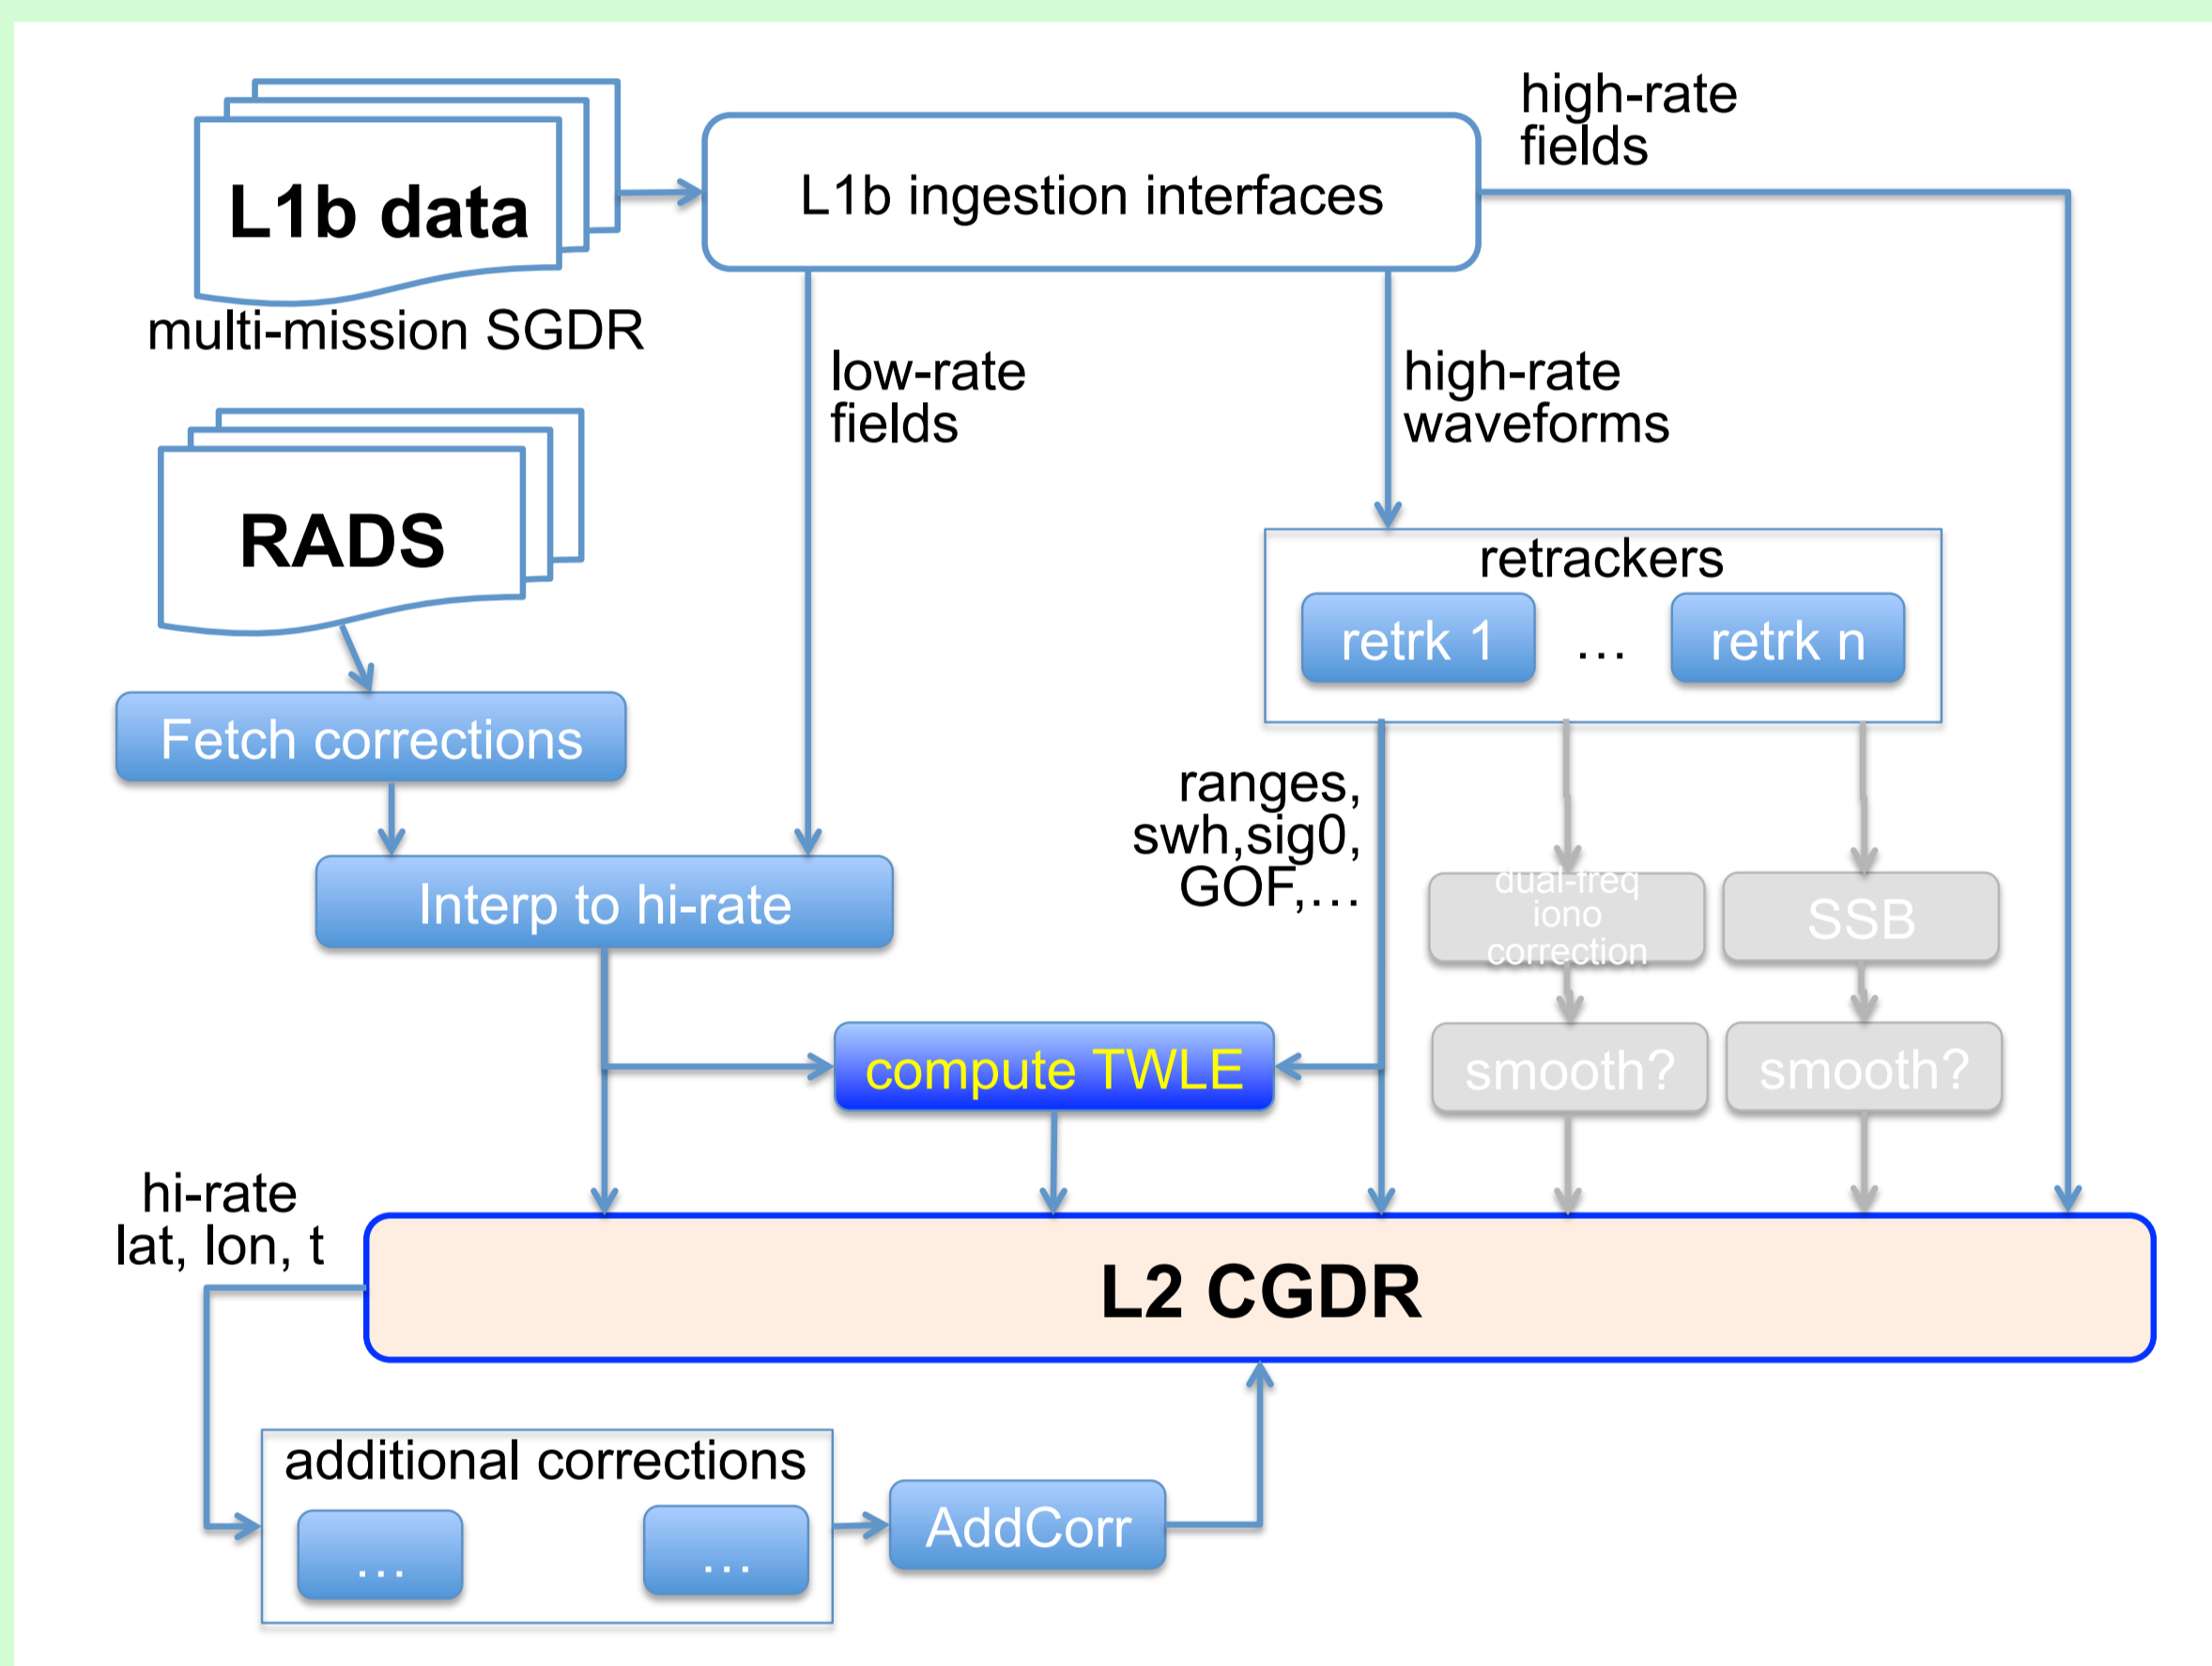 L1b data
multi-mission SGDR
L1b ingestion interfaces
high-rate
fields
low-rate
fields
high-rate
waveforms
RADS
retrackers
retrk 1
…
retrk n
Fetch corrections
ranges,
swh,sig0,
GOF,…
Interp to hi-rate
dual-freq
iono
correction
SSB
compute TWLE
smooth?
smooth?
hi-rate
lat, lon, t
L2 CGDR
additional corrections
…
…
AddCorr